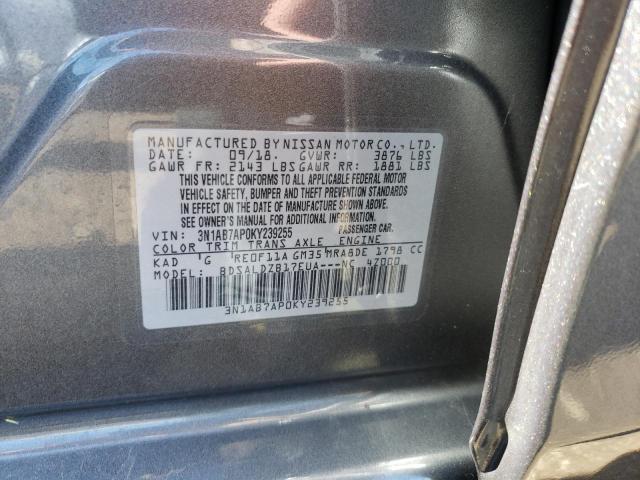 MANUFACTURED BY NISSAN MOTOR CO., LTD.
DATE: 09/18. GVWR: 3876 LBS
GAWR FR: 2143 LBS GAWR RR: 1881 LBS
THIS VEHICLE CONFORMS TO ALL APPLICABLE FEDERAL MOTOR
VEHICLE SAFETY, BUMPER AND THEFT PREVENTION STANDARDS
IN EFFECT ON THE DATE OF MANUFACTURE SHOWN ABOVE.
SEE OWNER'S MANUAL FOR ADDITIONAL INFORMATION.
VIN: 3N1AB7AP0KY239255 PASSENGER CAR.
COLOR TRIM TRANS AXLE ENGINE
KAD G RE0F11A GM35 MRA8DE 1798 CC
BDSALDZB17EUA---NC 47000
3N1AB7AP0KY239255